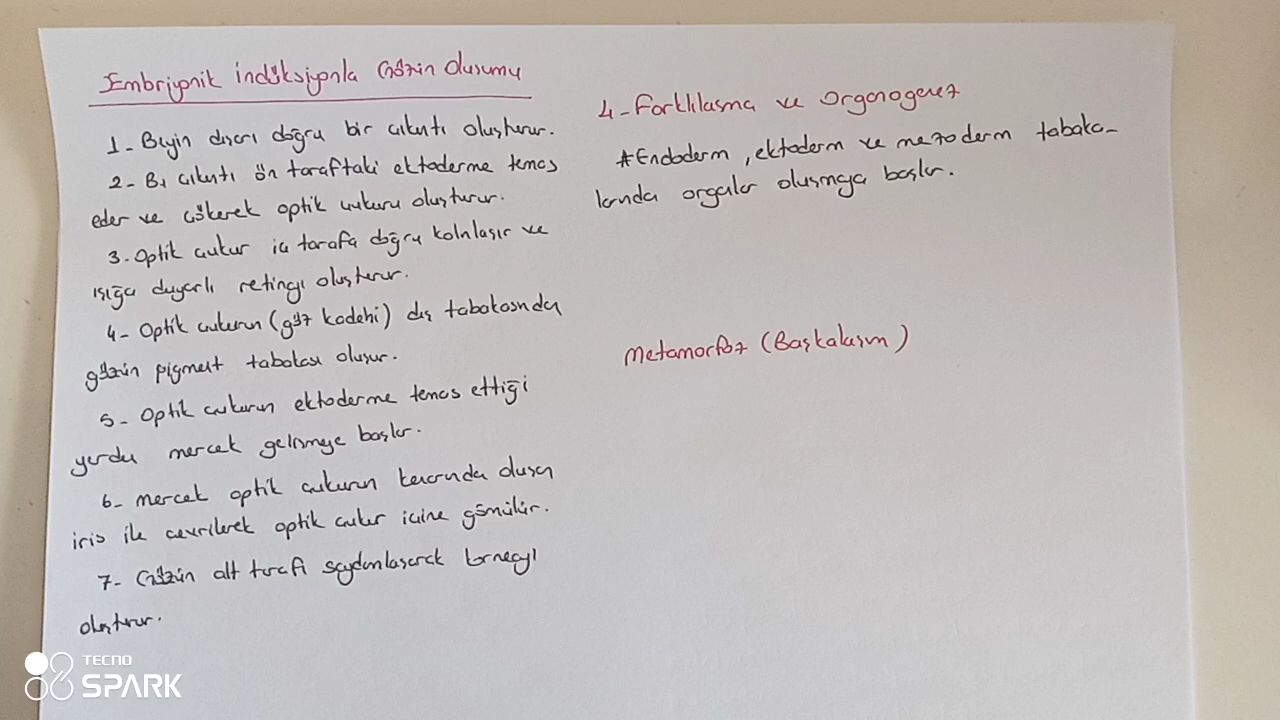 Embriyonik indüksiyonla Gözün Oluşumu
1- Beyin dışarı doğru bir çıkıntı oluşturur.
2- Bu çıkıntı ön taraftaki ektoderme temas
eder ve çökerek optik çukuru oluşturur.
3- Optik çukur iç tarafa doğru kalınlaşır ve
ışığa duyarlı retinayı oluşturur.
4- Optik çukurun (göz kadehi) dış tabakasında
gözün pigment tabakası oluşur.
5- Optik çukurun ektoderme temas ettiği
yerden mercek gelişmeye başlar.
6- mercek optik çukurun kenarında oluşan
iris ile çevrilerek optik çukur içine gömülür.
7- Gözün alt tarafı saydamlaşarak korneayı
oluşturur.
4- Farklılaşma ve Organogenez
*Endoderm, ektoderm ve mezoderm tabaka-
larında organlar oluşmaya başlar.
Metamorfoz (Başkalaşım)
TECNO
SPARK